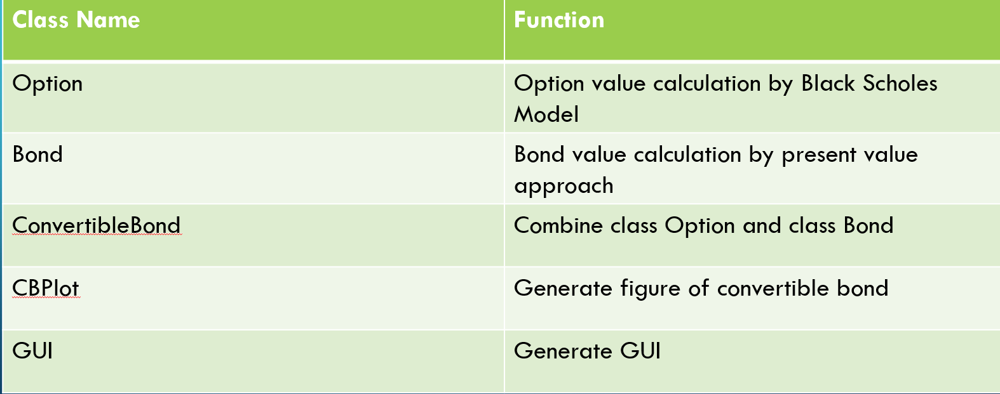 Class Name
Function
Option
Option value calculation by Black Scholes
Model
Bond
Bond value calculation by present value
approach
ConvertibleBond
Combine class Option and class Bond
CBPlot
Generate figure of convertible bond
GUI
Generate GUI